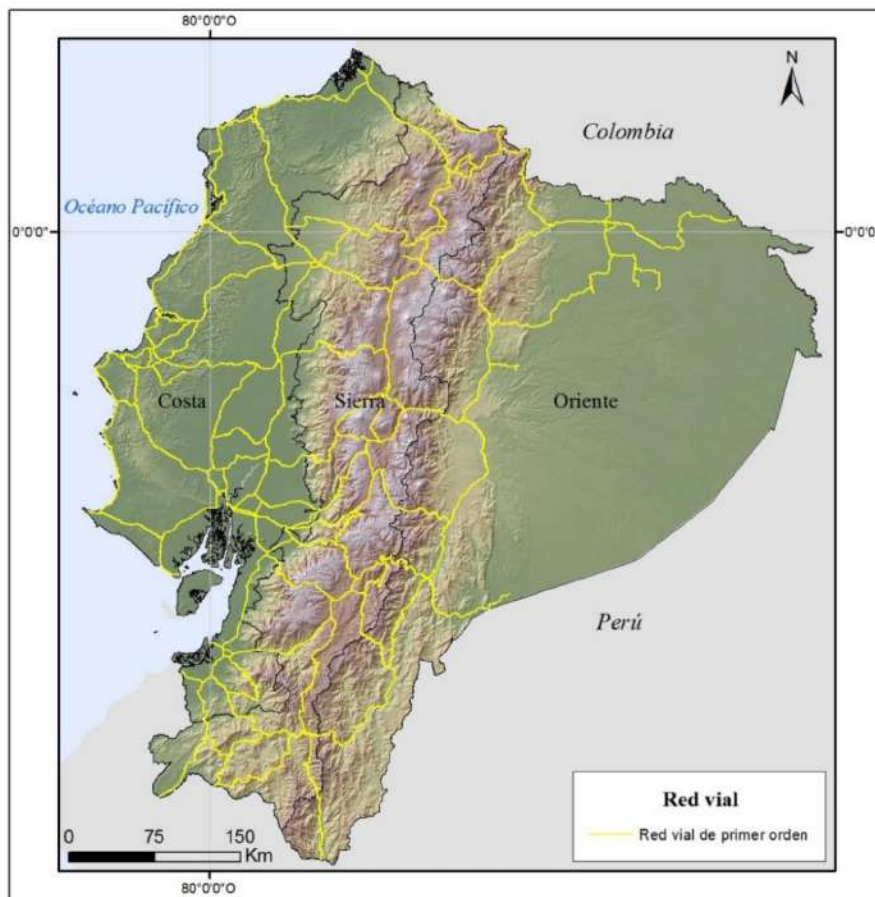 80°0'0"O
N
Colombia
Océano Pacífico
0°0'0"
0°0'0"
Costa
Sierra
Oriente
Perú
Red vial
Red vial de primer orden
0 75 150
Km
80°0'0"O